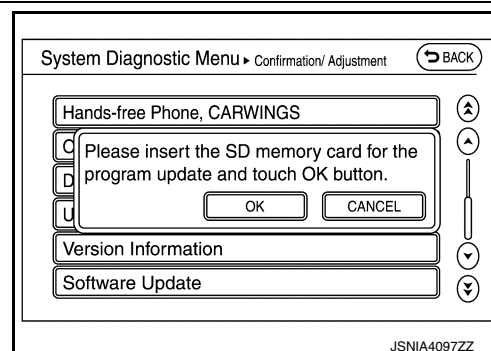 System Diagnostic Menu ▸ Confirmation/ Adjustment BACK
Hands-free Phone, CARWINGS
C
Please insert the SD memory card for the
D
program update and touch OK button.
U
OK CANCEL
Version Information
Software Update
JSNIA4097ZZ